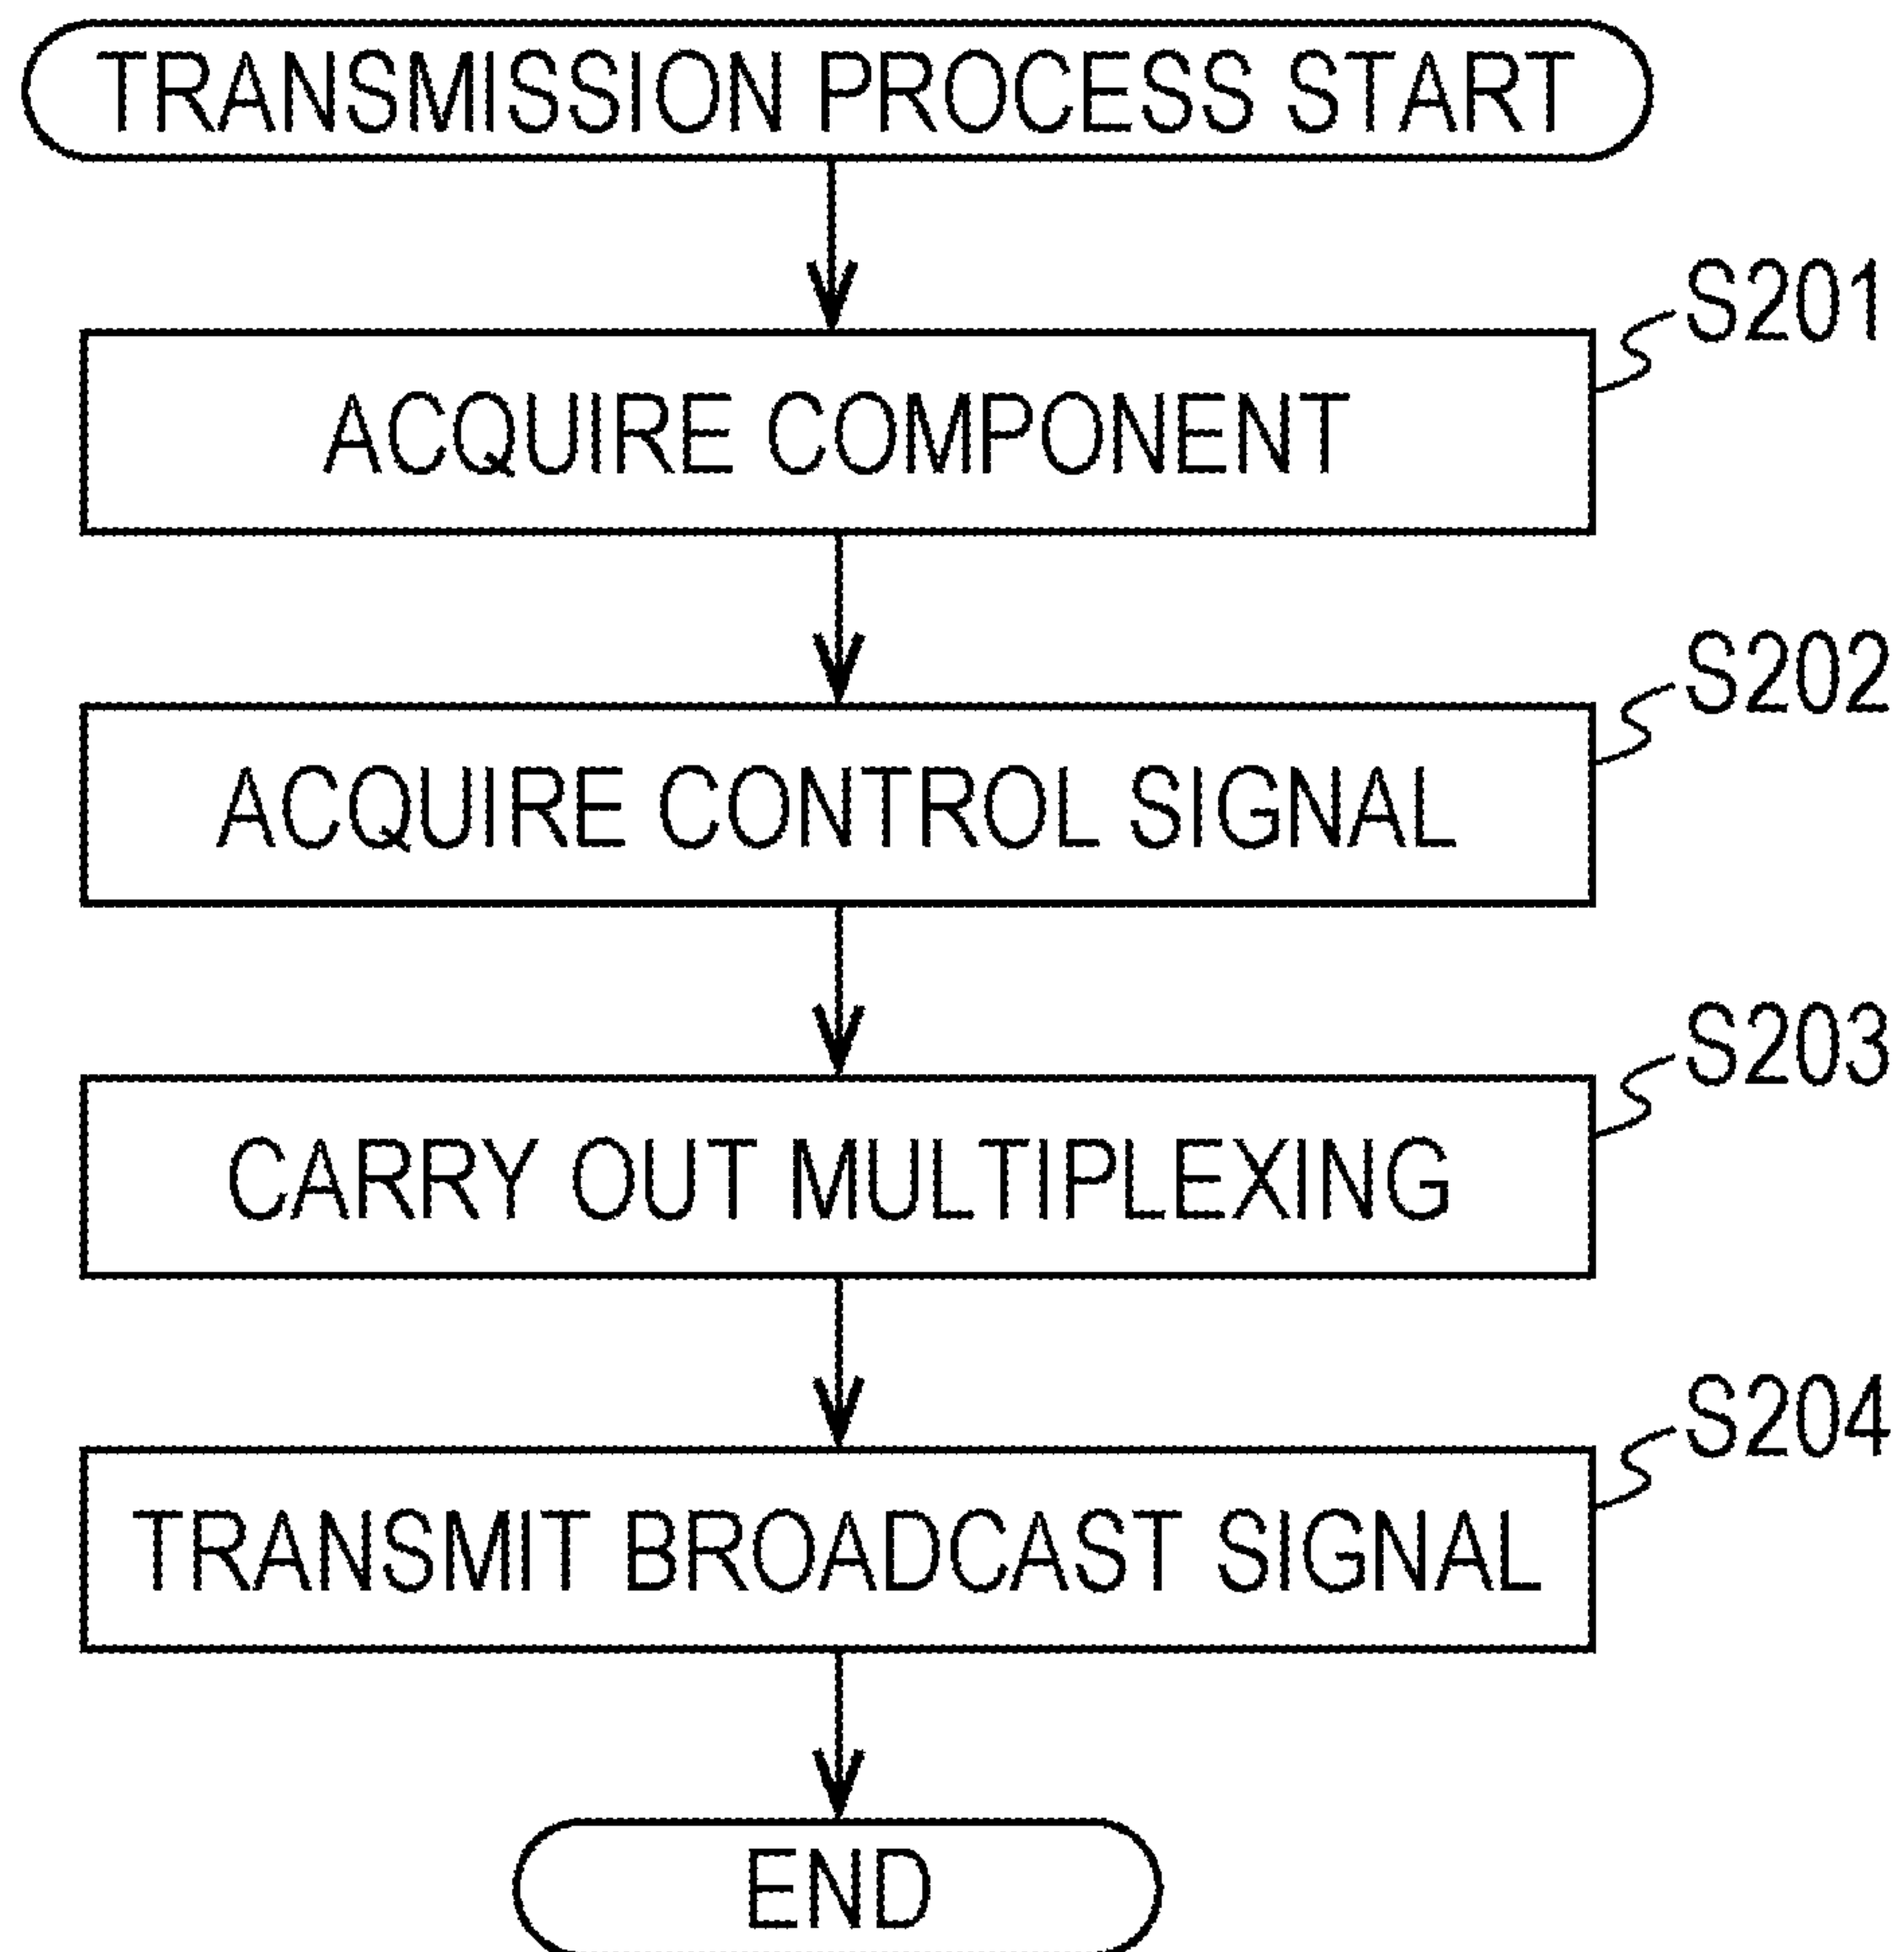 TRANSMISSION PROCESS START
S201
ACQUIRE COMPONENT
S202
ACQUIRE CONTROL SIGNAL
S203
CARRY OUT MULTIPLEXING
S204
TRANSMIT BROADCAST SIGNAL
END